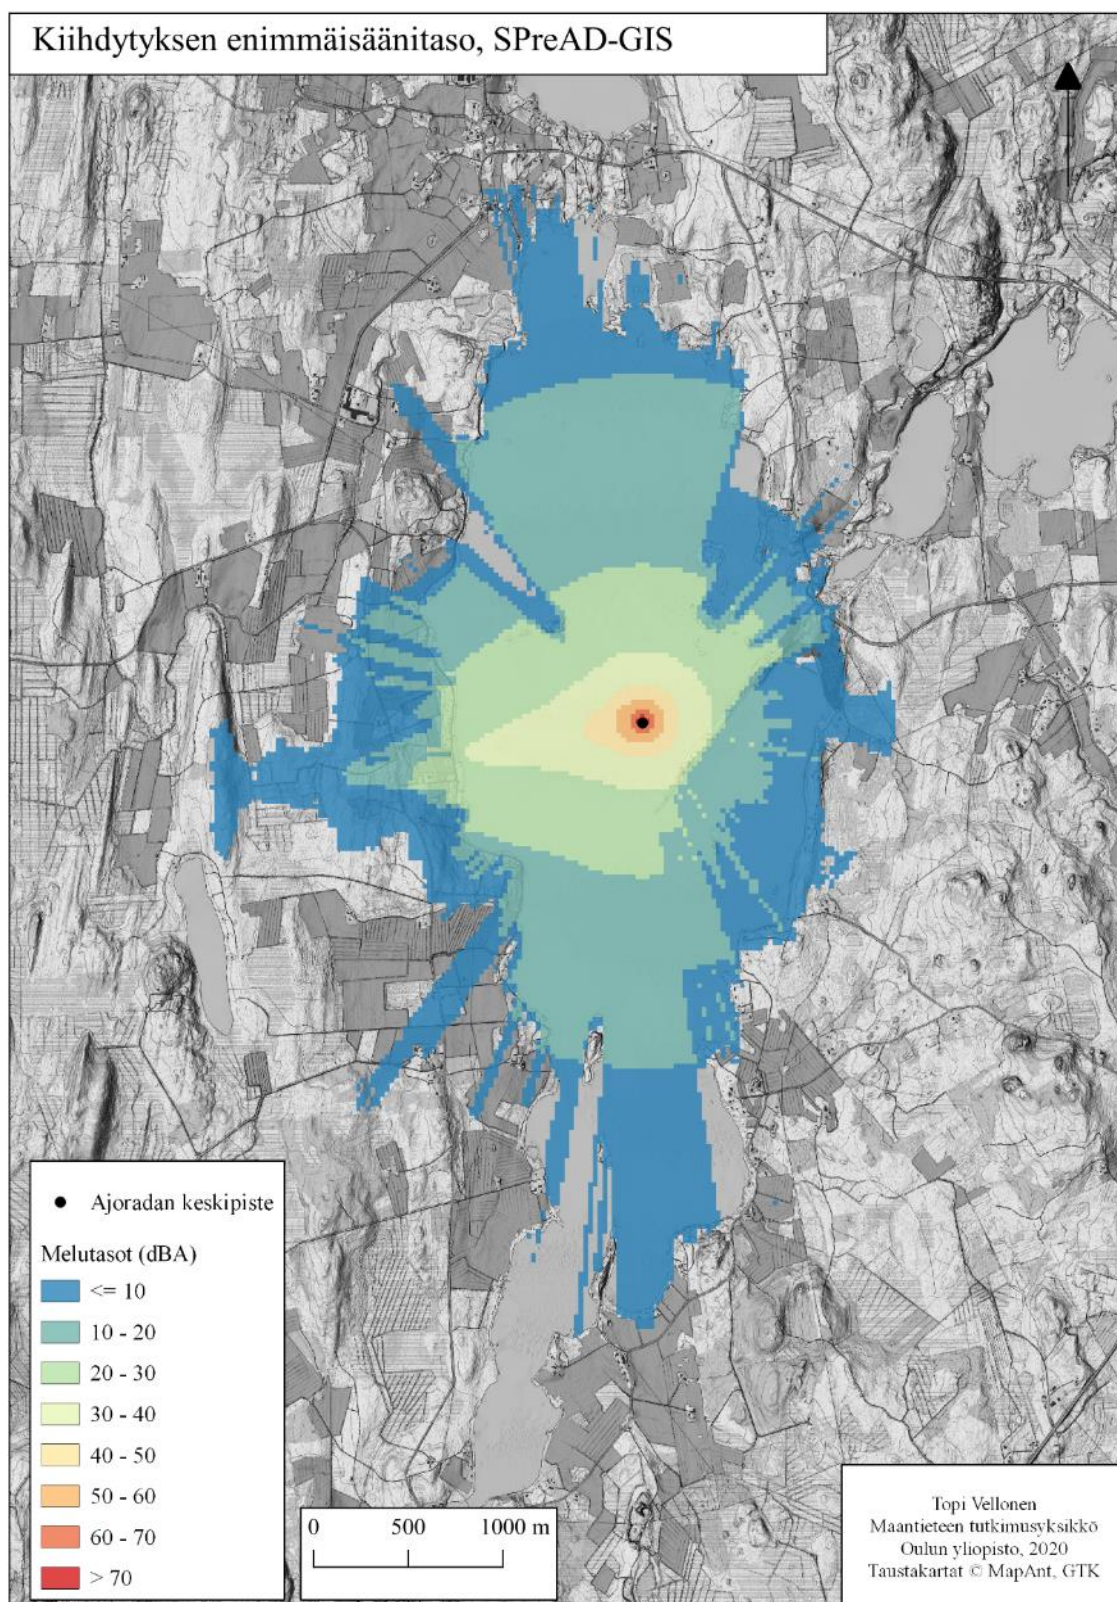 Kiihdytyksen enimmäisäänitaso, SPreAD-GIS
Ajoradan keskipiste
Melutasot (dBA)
<= 10
10 - 20
20 - 30
30 - 40
40 - 50
50 - 60
60 - 70
> 70
0 500 1000 m
Topi Vellonen
Maantieteen tutkimusyksikkö
Oulun yliopisto, 2020
Taustakartat © MapAnt, GTK